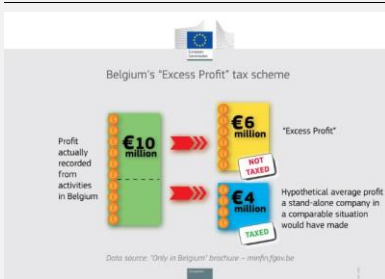 European
Commission
Belgium's "Excess Profit" tax scheme
Profit
actually
recorded
from
activities
in Belgium
€10
million
€6
million
"Excess Profit"
NOT
TAXED
€4
million
TAXED
Hypothetical average profit
a stand-alone company in
a comparable situation
would have made
Data source: "Only in Belgium" brochure – minfin.fgov.be